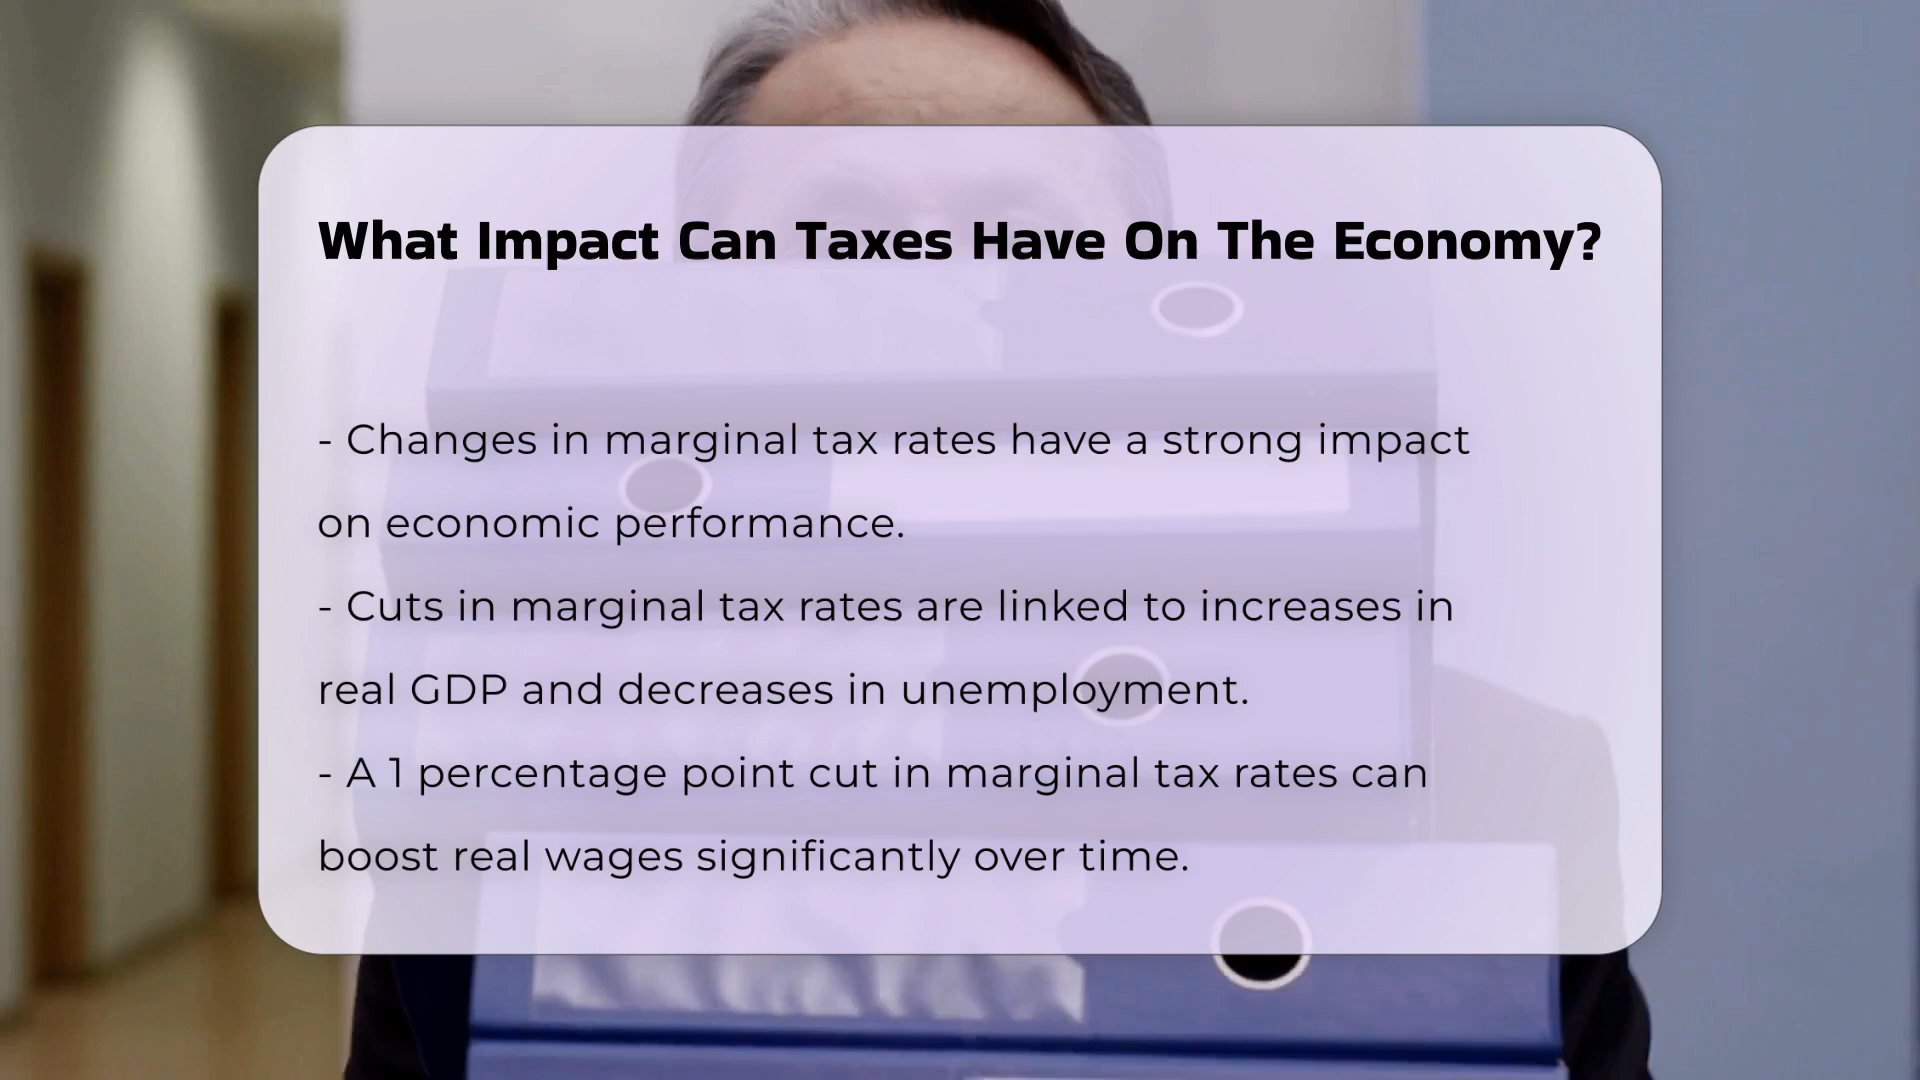 What Impact Can Taxes Have On The Economy?
- Changes in marginal tax rates have a strong impact
on economic performance.
- Cuts in marginal tax rates are linked to increases in
real GDP and decreases in unemployment.
- A 1 percentage point cut in marginal tax rates can
boost real wages significantly over time.